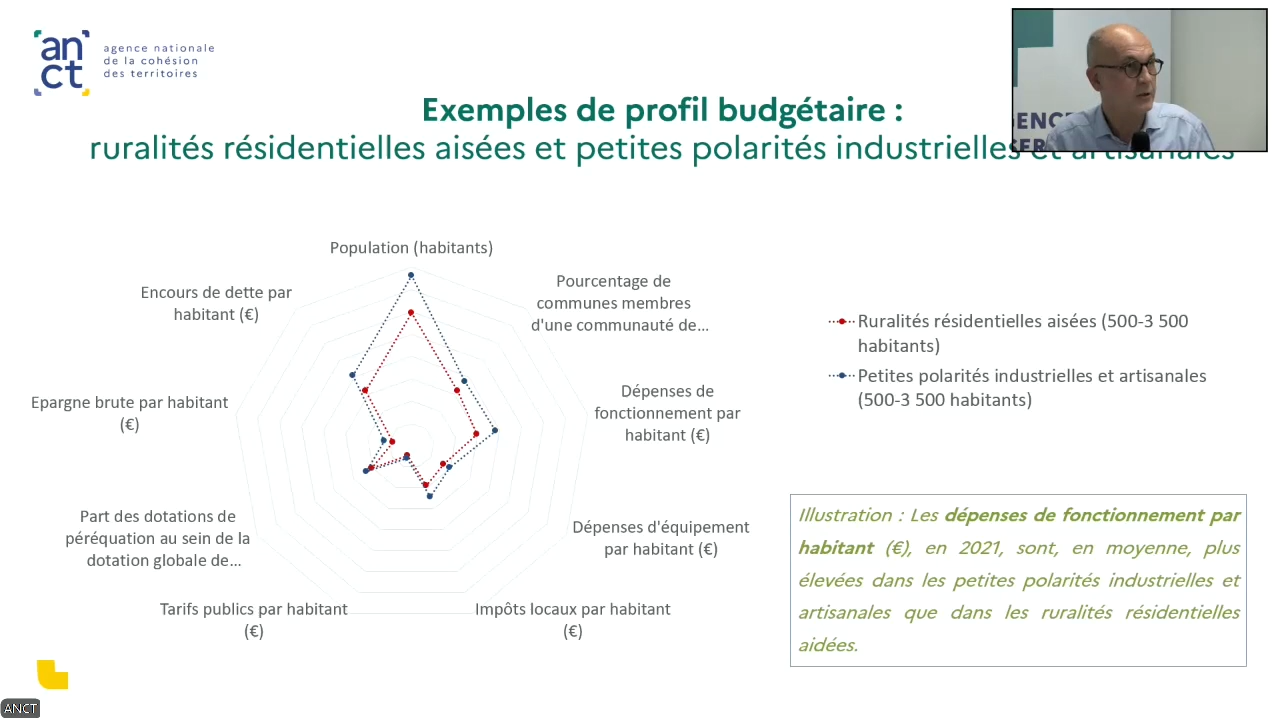 anct
agence nationale
de la cohésion
des territoires
Exemples de profil budgétaire :
ruralités résidentielles aisées et petites polarités industrielles et artisanales
Population (habitants)
Pourcentage de
communes membres
d'une communauté de...
Dépenses de
fonctionnement par
habitant (€)
Dépenses d'équipement
par habitant (€)
Impôts locaux par habitant
(€)
Tarifs publics par habitant
(€)
Part des dotations de
péréquation au sein de la
dotation globale de...
Epargne brute par habitant
(€)
Encours de dette par
habitant (€)
Ruralités résidentielles aisées (500-3 500
habitants)
Petites polarités industrielles et artisanales
(500-3 500 habitants)
Illustration : Les dépenses de fonctionnement par
habitant (€), en 2021, sont, en moyenne, plus
élevées dans les petites polarités industrielles et
artisanales que dans les ruralités résidentielles
aidées.
ANCT